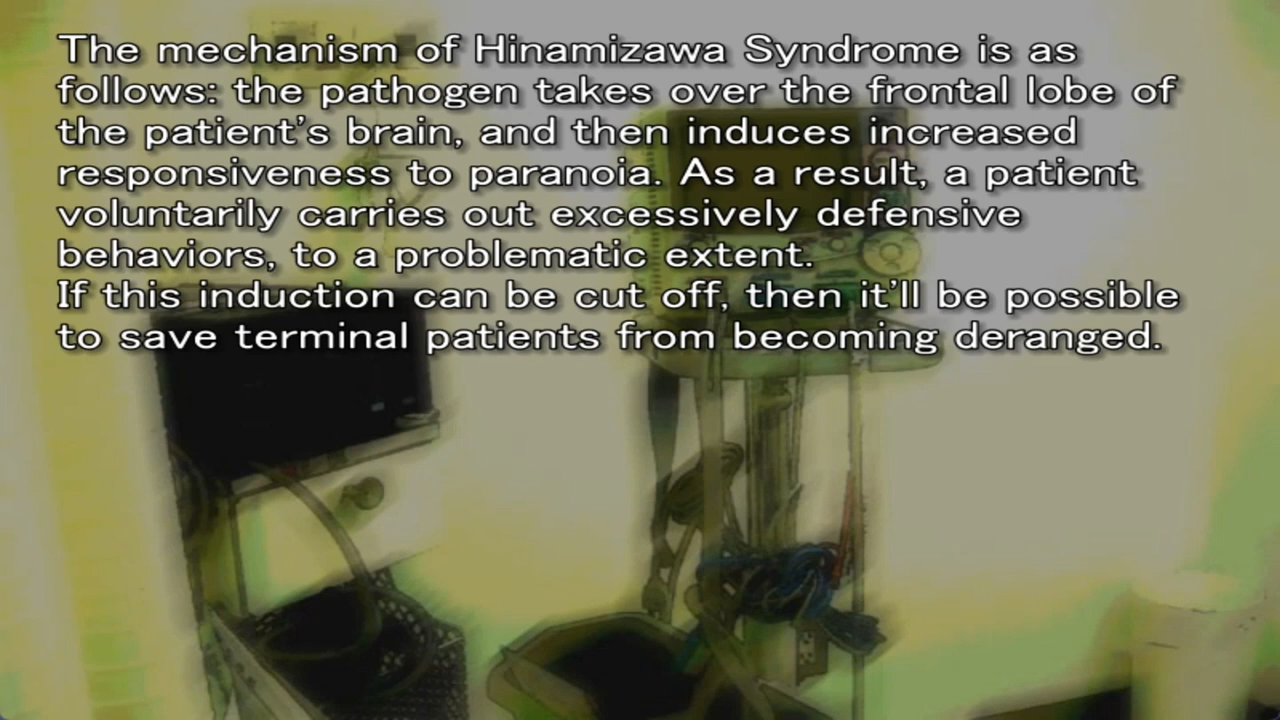 The mechanism of Hinamizawa Syndrome is as
follows: the pathogen takes over the frontal lobe of
the patient's brain, and then induces increased
responsiveness to paranoia. As a result, a patient
voluntarily carries out excessively defensive
behaviors, to a problematic extent.
If this induction can be cut off, then it'll be possible
to save terminal patients from becoming deranged.